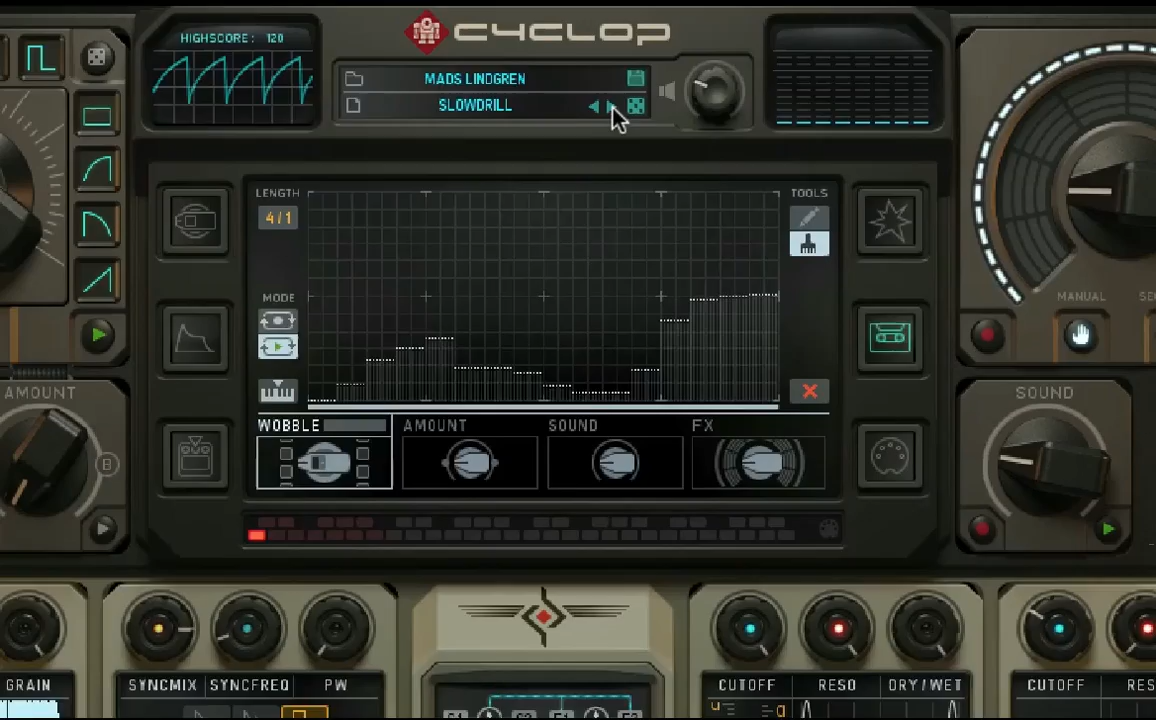 CYCLOP
HIGHSCORE: 120
MADS LINDGREN
SLOWDRILL
LENGTH
TOOLS
4/1
MODE
MANUAL
AMOUNT
SOUND
WOBBLE
AMOUNT
SOUND
FX
B
GRAIN
SYNCMIX
SYNCFREQ
PW
CUTOFF
RESO
DRY/WET
CUTOFF